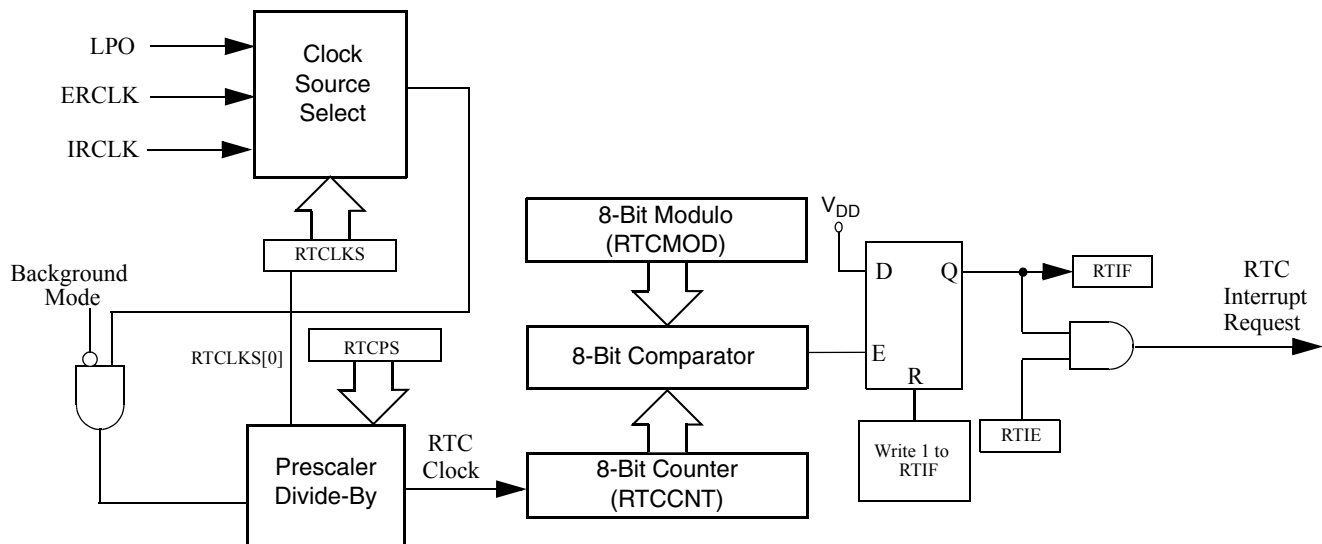 LPO
ERCLK
IRCLK
Clock
Source
Select
RTCLKS
Background
Mode
RTCLKS[0]
RTCPS
Prescaler
Divide-By
RTC
Clock
8-Bit Modulo
(RTCMOD)
8-Bit Comparator
8-Bit Counter
(RTCCNT)
VDD
D
Q
E
R
Write 1 to
RTIF
RTIF
RTIE
RTC
Interrupt
Request